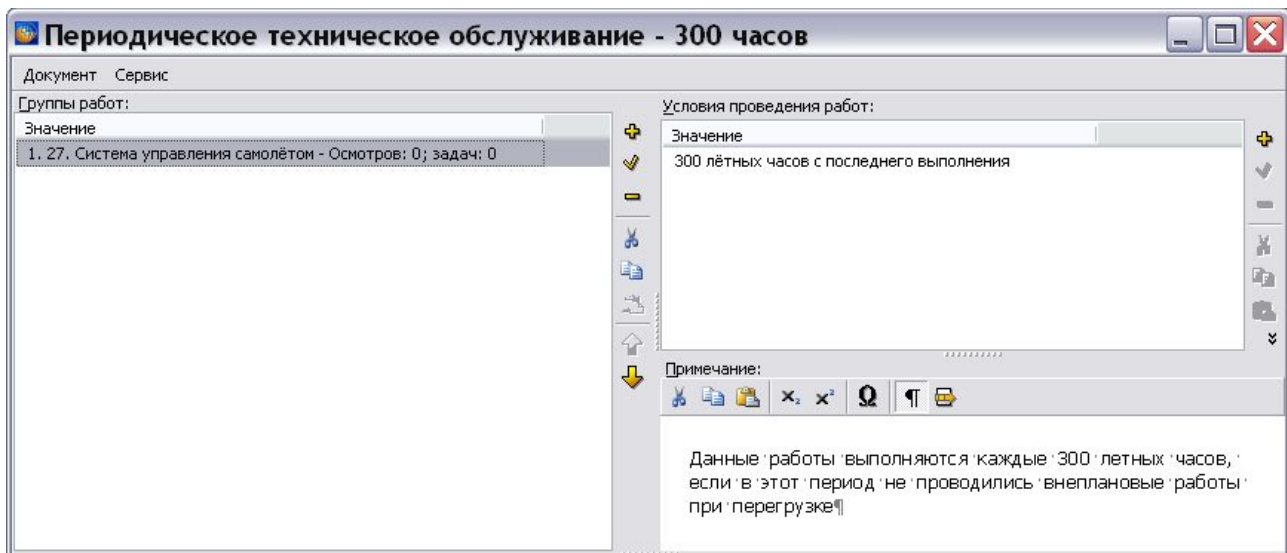 Периодическое техническое обслуживание - 300 часов
Документ Сервис
Группы работ:
Значение
1. 27. Система управления самолётом - Осмотров: 0; задач: 0
Условия проведения работ:
Значение
300 лётных часов с последнего выполнения
Примечание:
x₂ x² Ω ¶
Данные работы выполняются каждые 300 летных часов,
если в этот период не проводились внеплановые работы
при перегрузке¶